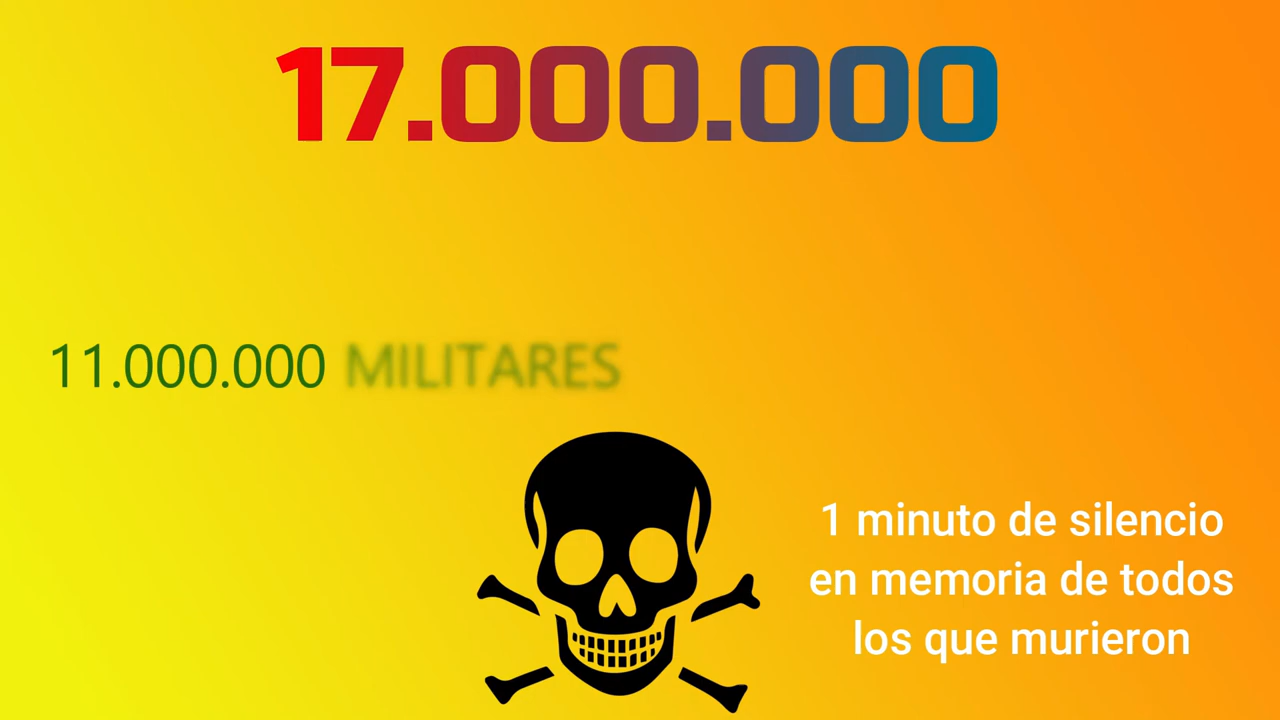 17.000.000
11.000.000 MILITARES
1 minuto de silencio
en memoria de todos
los que murieron